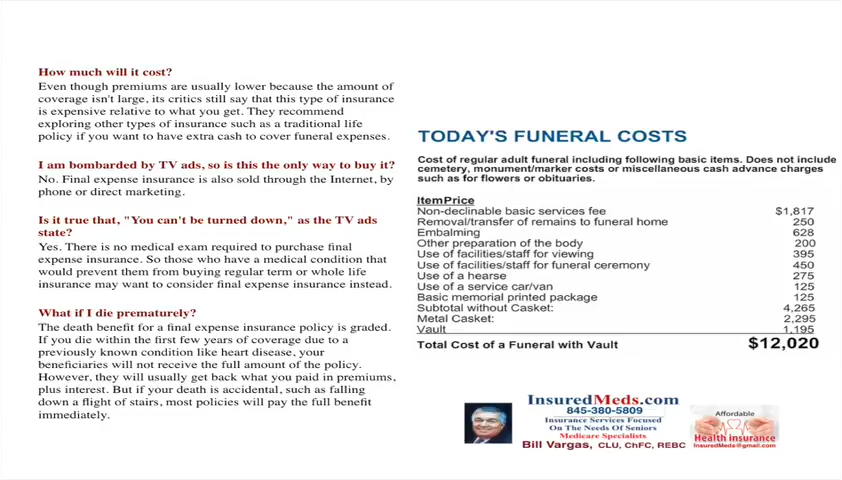 How much will it cost?
Even though premiums are usually lower because the amount of
coverage isn't large, its critics still say that this type of insurance
is expensive relative to what you get. They recommend
exploring other types of insurance such as a traditional life
policy if you want to have extra cash to cover funeral expenses.
I am bombarded by TV ads, so is this the only way to buy it?
No. Final expense insurance is also sold through the Internet, by
phone or direct marketing.
Is it true that, "You can't be turned down," as the TV ads
state?
Yes. There is no medical exam required to purchase final
expense insurance. So those who have a medical condition that
would prevent them from buying regular term or whole life
insurance may want to consider final expense insurance instead.
What if I die prematurely?
The death benefit for a final expense insurance policy is graded.
If you die within the first few years of coverage due to a
previously known condition like heart disease, your
beneficiaries will not receive the full amount of the policy.
However, they will usually get back what you paid in premiums,
plus interest. But if your death is accidental, such as falling
down a flight of stairs, most policies will pay the full benefit
immediately.
TODAY'S FUNERAL COSTS
Cost of regular adult funeral including following basic items. Does not include
cemetery, monument/marker costs or miscellaneous cash advance charges
such as for flowers or obituaries.
ItemPrice
Non-declinable basic services fee $1,817
Removal/transfer of remains to funeral home 250
Embalming 628
Other preparation of the body 200
Use of facilities/staff for viewing 395
Use of facilities/staff for funeral ceremony 450
Use of a hearse 275
Use of a service car/van 125
Basic memorial printed package 125
Subtotal without Casket: 4,265
Metal Casket: 2,295
Vault 1,195
Total Cost of a Funeral with Vault $12,020
InsuredMeds.com
845-380-5809
Insurance Services Focused
On The Needs Of Seniors
Medicare Specialists
Bill Vargas, CLU, ChFC, REBC
Affordable
Health insurance
InsuredMeds@gmail.com